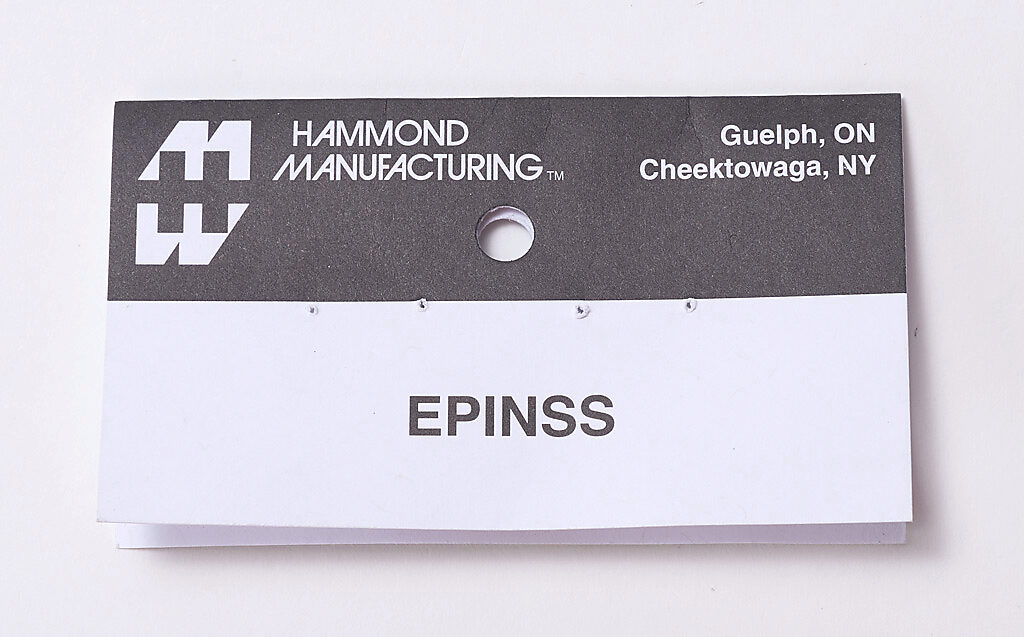 HAMMOND
MANUFACTURING™
Guelph, ON
Cheektowaga, NY
EPINSS